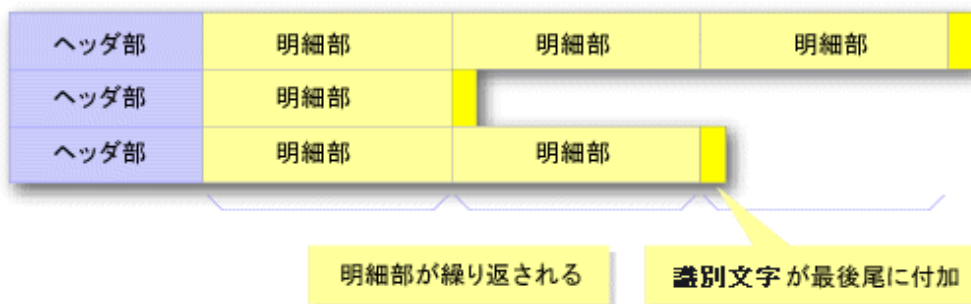 ヘッダ部 明細部 明細部 明細部
ヘッダ部 明細部
ヘッダ部 明細部 明細部
明細部が繰り返される
識別文字 が最後尾に付加